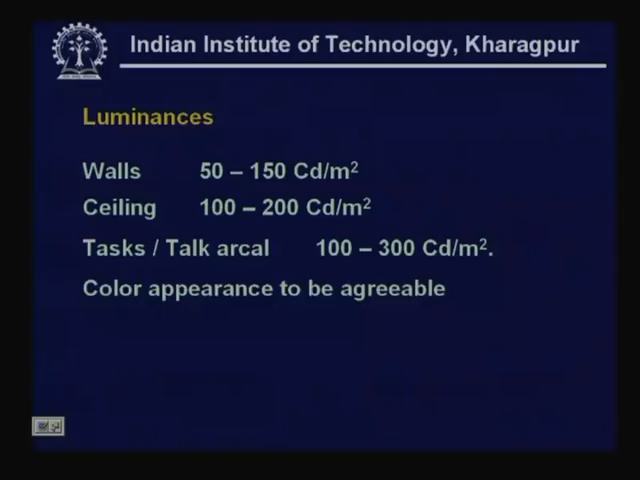 Indian Institute of Technology, Kharagpur
Luminances
Walls 50 – 150 Cd/m²
Ceiling 100 – 200 Cd/m²
Tasks / Talk arcal 100 – 300 Cd/m².
Color appearance to be agreeable